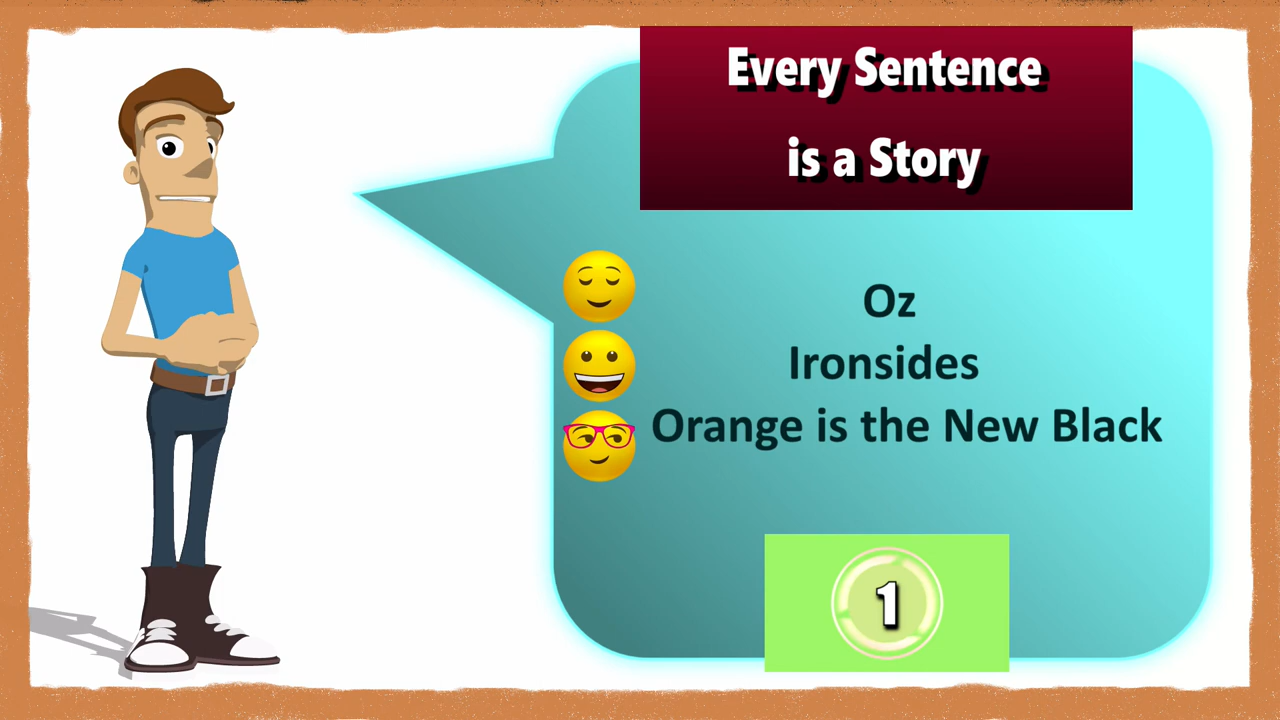 Every Sentence
is a Story
Oz
Ironsides
Orange is the New Black
1